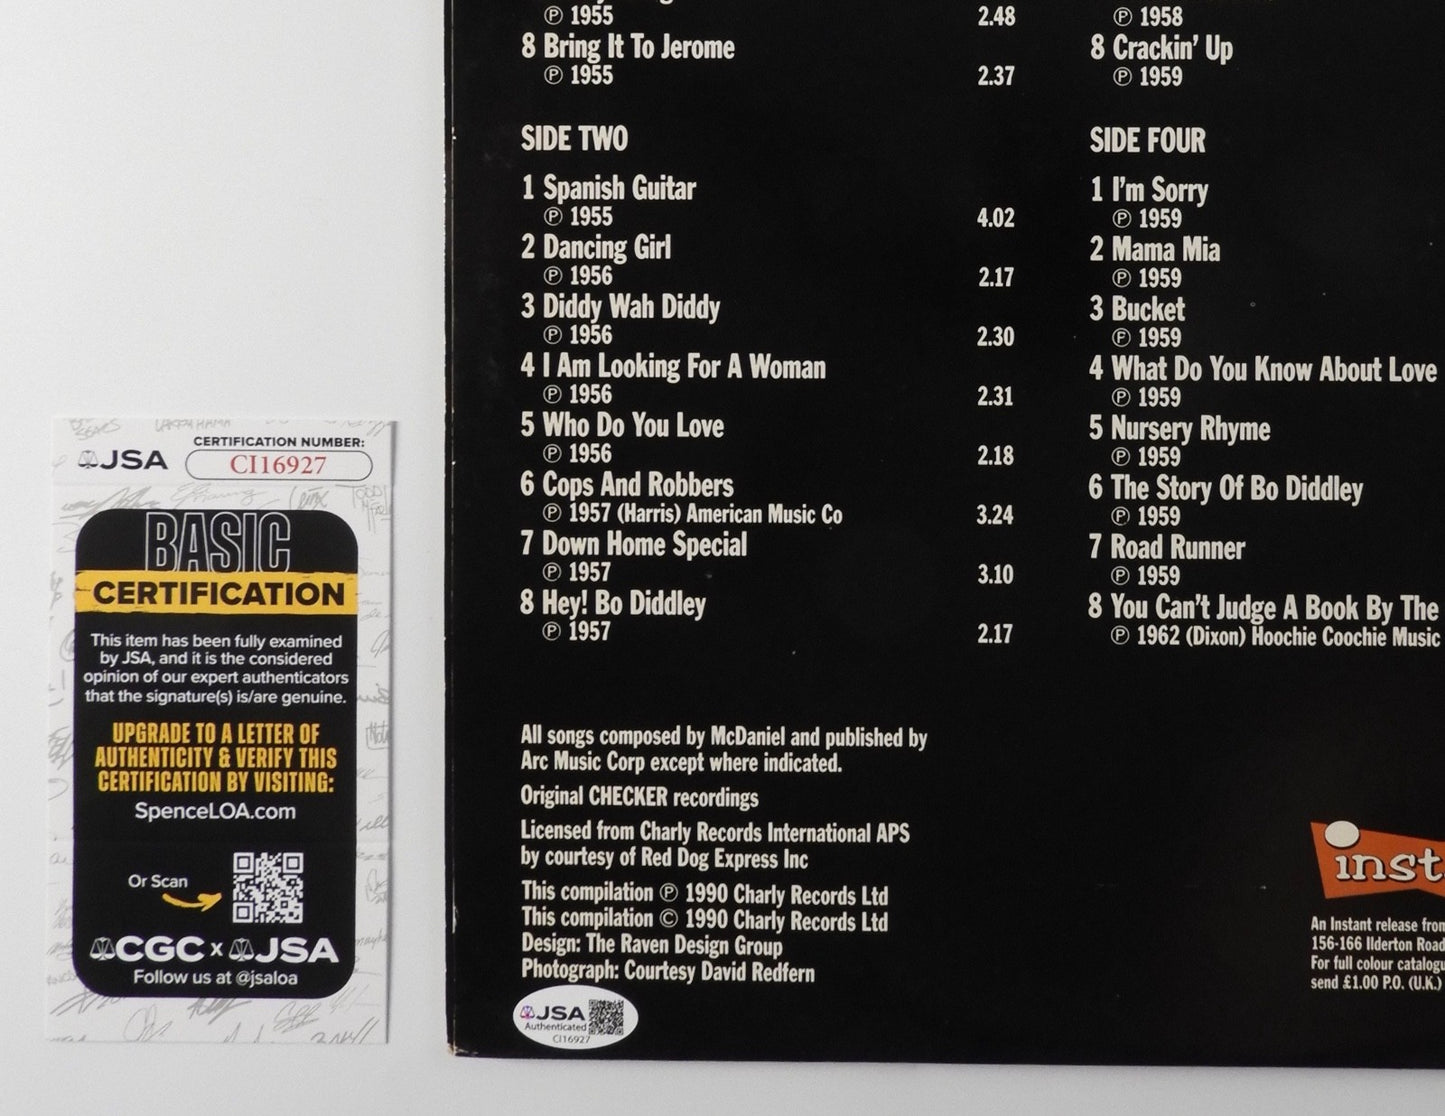 ℗ 1955 2.48
8 Bring It To Jerome
℗ 1955 2.37
SIDE TWO
1 Spanish Guitar
℗ 1955 4.02
2 Dancing Girl
℗ 1956 2.17
3 Diddy Wah Diddy
℗ 1956 2.30
4 I Am Looking For A Woman
℗ 1956 2.31
5 Who Do You Love
℗ 1956 2.18
6 Cops And Robbers
℗ 1957 (Harris) American Music Co 3.24
7 Down Home Special
℗ 1957 3.10
8 Hey! Bo Diddley
℗ 1957 2.17
℗ 1958
8 Crackin' Up
℗ 1959
SIDE FOUR
1 I'm Sorry
℗ 1959
2 Mama Mia
℗ 1959
3 Bucket
℗ 1959
4 What Do You Know About Love
℗ 1959
5 Nursery Rhyme
℗ 1959
6 The Story Of Bo Diddley
℗ 1959
7 Road Runner
℗ 1959
8 You Can't Judge A Book By The
℗ 1962 (Dixon) Hoochie Coochie Music
All songs composed by McDaniel and published by
Arc Music Corp except where indicated.
Original CHECKER recordings
Licensed from Charly Records International APS
by courtesy of Red Dog Express Inc
This compilation ℗ 1990 Charly Records Ltd
This compilation © 1990 Charly Records Ltd
Design: The Raven Design Group
Photograph: Courtesy David Redfern
JSA
Authenticated
CI16927
inst
An Instant release from
156-166 Ilderton Road
For full colour catalogu
send £1.00 P.O. (U.K.)
JSA
CERTIFICATION NUMBER:
CI16927
BASIC
CERTIFICATION
This item has been fully examined
by JSA, and it is the considered
opinion of our expert authenticators
that the signature(s) is/are genuine.
UPGRADE TO A LETTER OF
AUTHENTICITY & VERIFY THIS
CERTIFICATION BY VISITING:
SpenceLOA.com
Or Scan
CGC x JSA
Follow us at @jsaloa